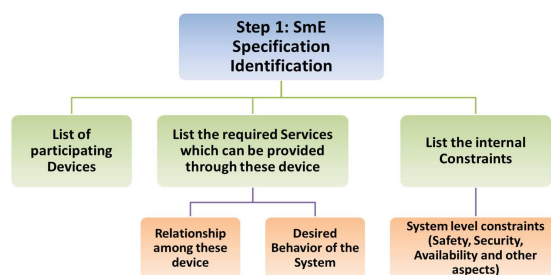 Step 1: SmE
Specification
Identification
List of
participating
Devices
List the required Services
which can be provided
through these device
List the internal
Constraints
Relationship
among these
device
Desired
Behavior of the
System
System level constraints
(Safety, Security,
Availability and other
aspects)